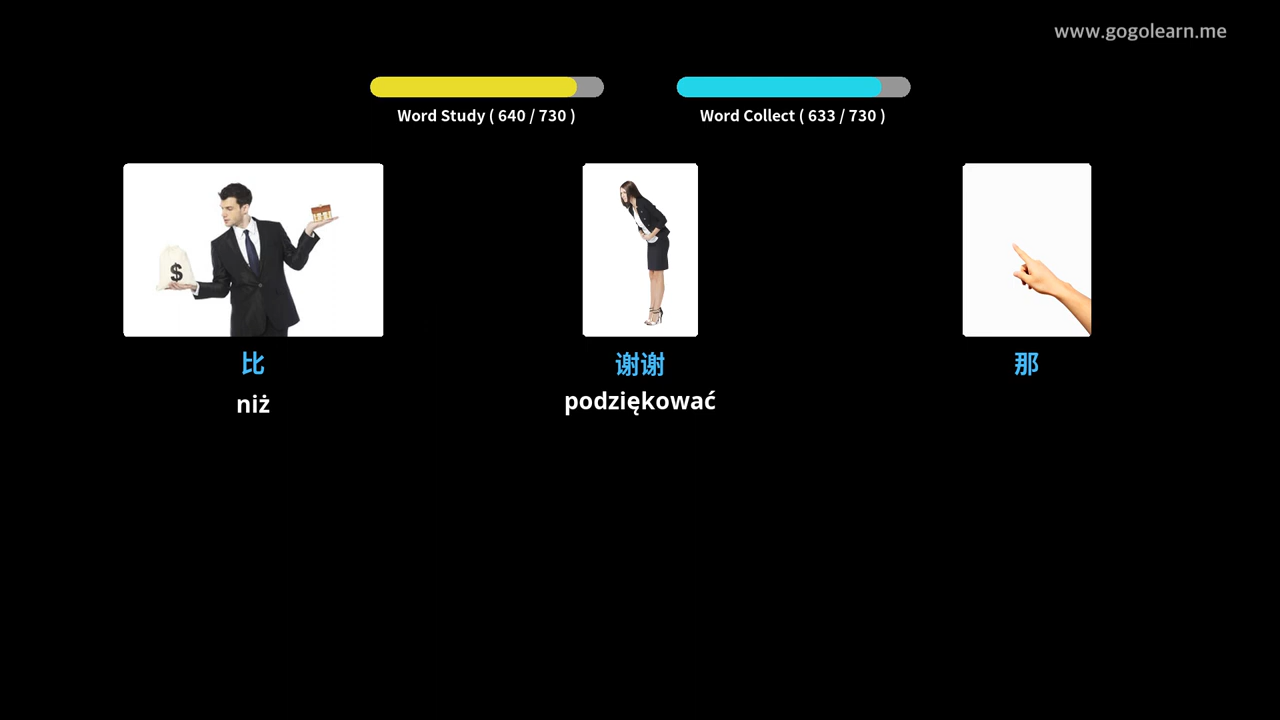 www.gogolearn.me
Word Study ( 640 / 730 )
Word Collect ( 633 / 730 )
$
比
谢谢
那
niż
podziękować